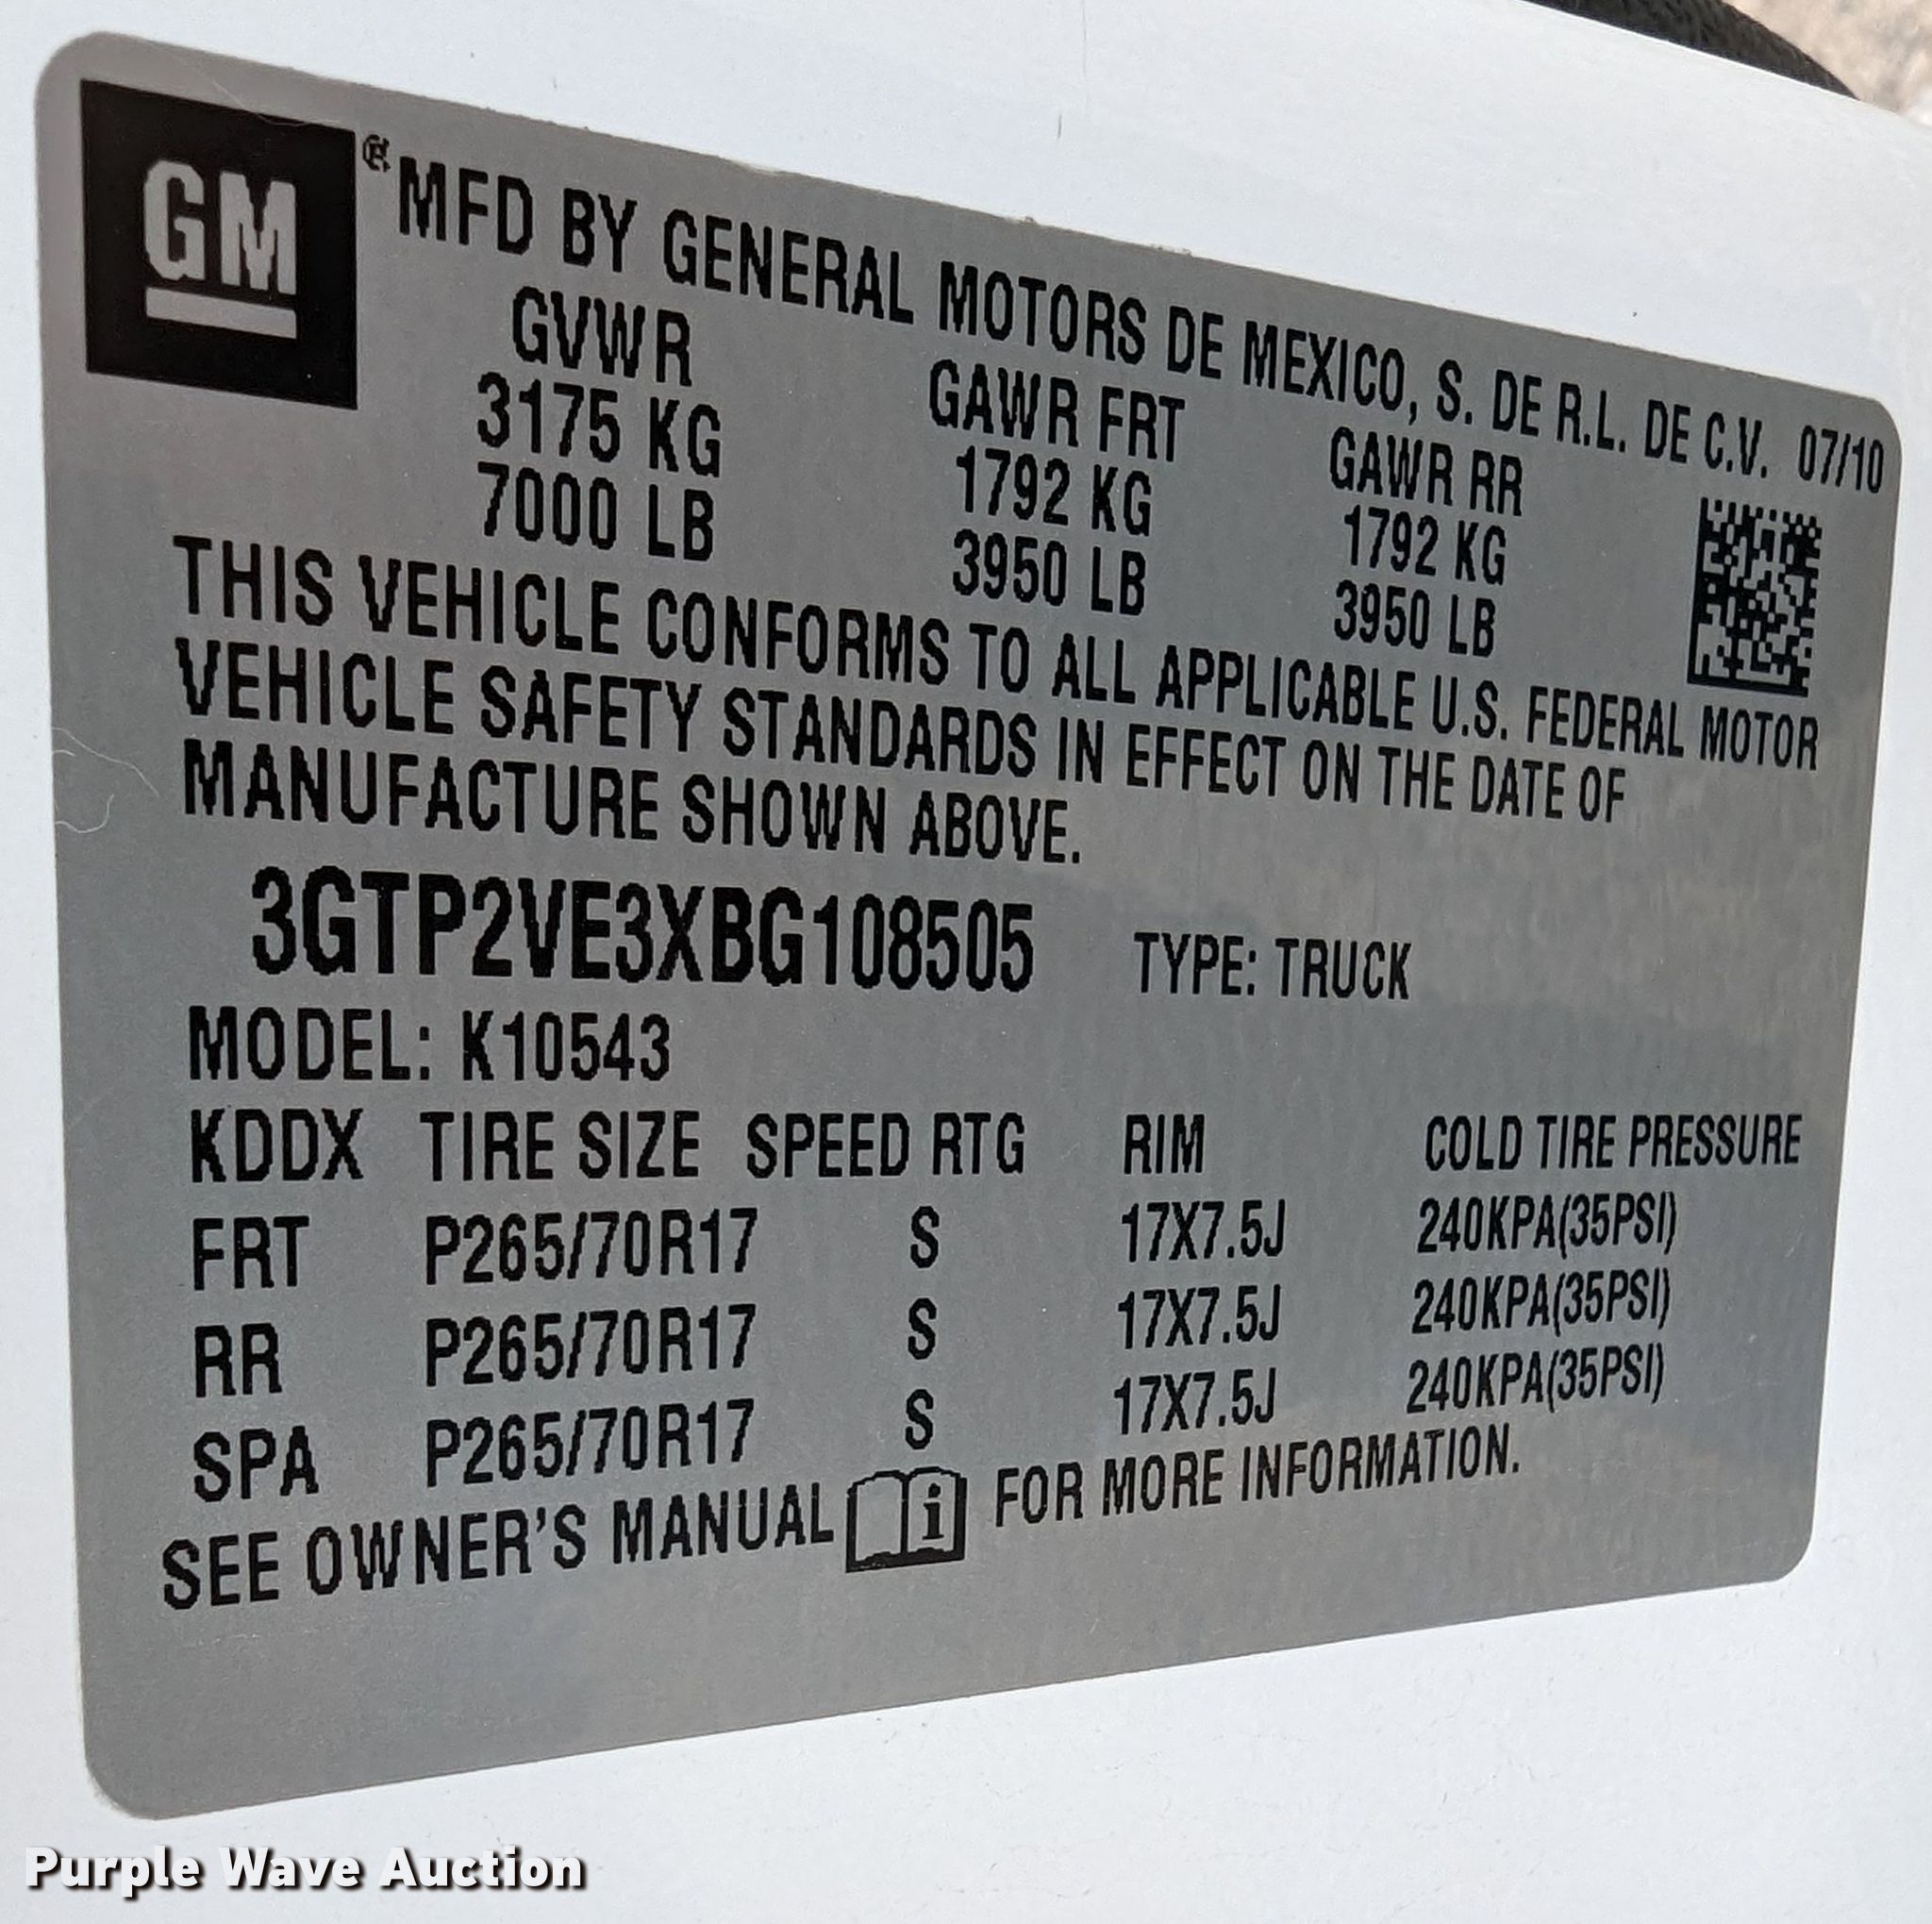 GM
® MFD BY GENERAL MOTORS DE MEXICO, S. DE R.L. DE C.V. 07/10
GVWR GAWR FRT GAWR RR
3175 KG 1792 KG 1792 KG
7000 LB 3950 LB 3950 LB
THIS VEHICLE CONFORMS TO ALL APPLICABLE U.S. FEDERAL MOTOR
VEHICLE SAFETY STANDARDS IN EFFECT ON THE DATE OF
MANUFACTURE SHOWN ABOVE.
3GTP2VE3XBG108505 TYPE: TRUCK
MODEL: K10543
KDDX TIRE SIZE SPEED RTG RIM COLD TIRE PRESSURE
FRT P265/70R17 S 17X7.5J 240KPA(35PSI)
RR P265/70R17 S 17X7.5J 240KPA(35PSI)
SPA P265/70R17 S 17X7.5J 240KPA(35PSI)
SEE OWNER'S MANUAL i FOR MORE INFORMATION.
Purple Wave Auction